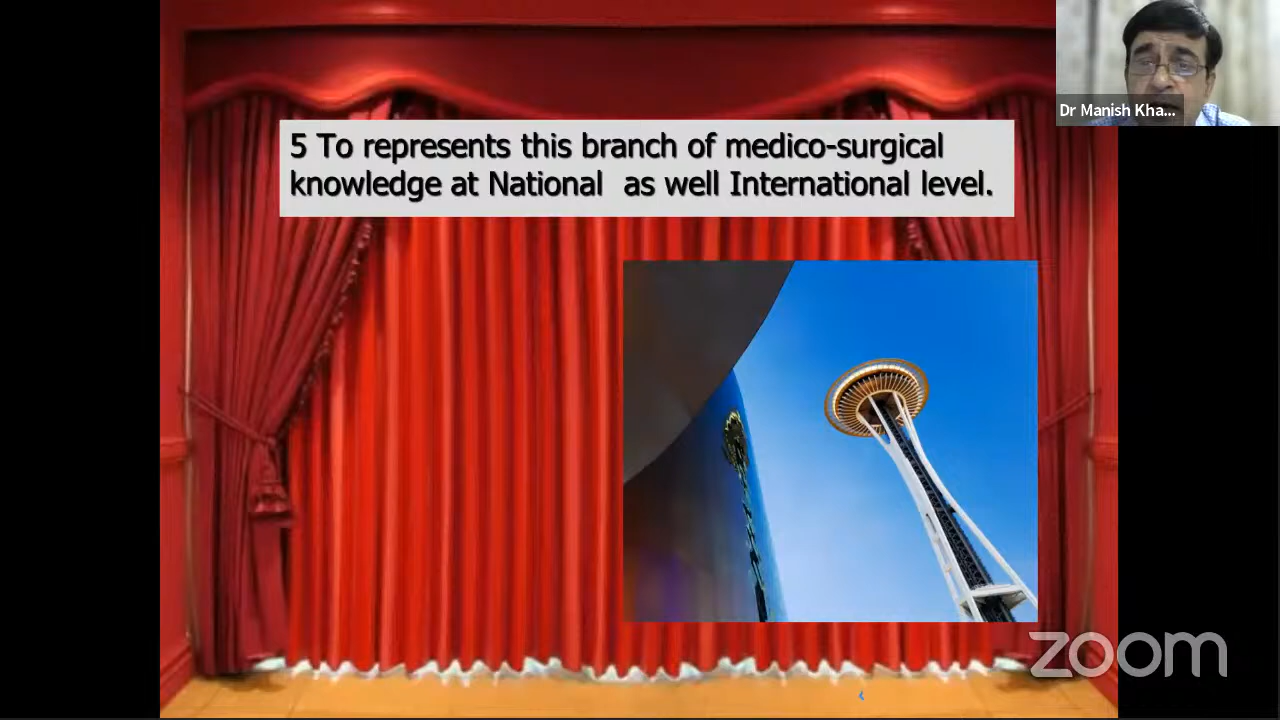 Dr Manish Kha...
5 To represents this branch of medico-surgical
knowledge at National as well International level.
zoom